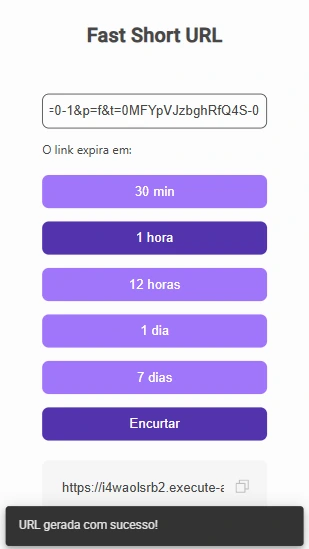 Fast Short URL
=0-1&p=f&t=0MFYpVJzbghRfQ4S-0
O link expira em:
30 min
1 hora
12 horas
1 dia
7 dias
Encurtar
https://i4waolsrb2.execute-a
URL gerada com sucesso!